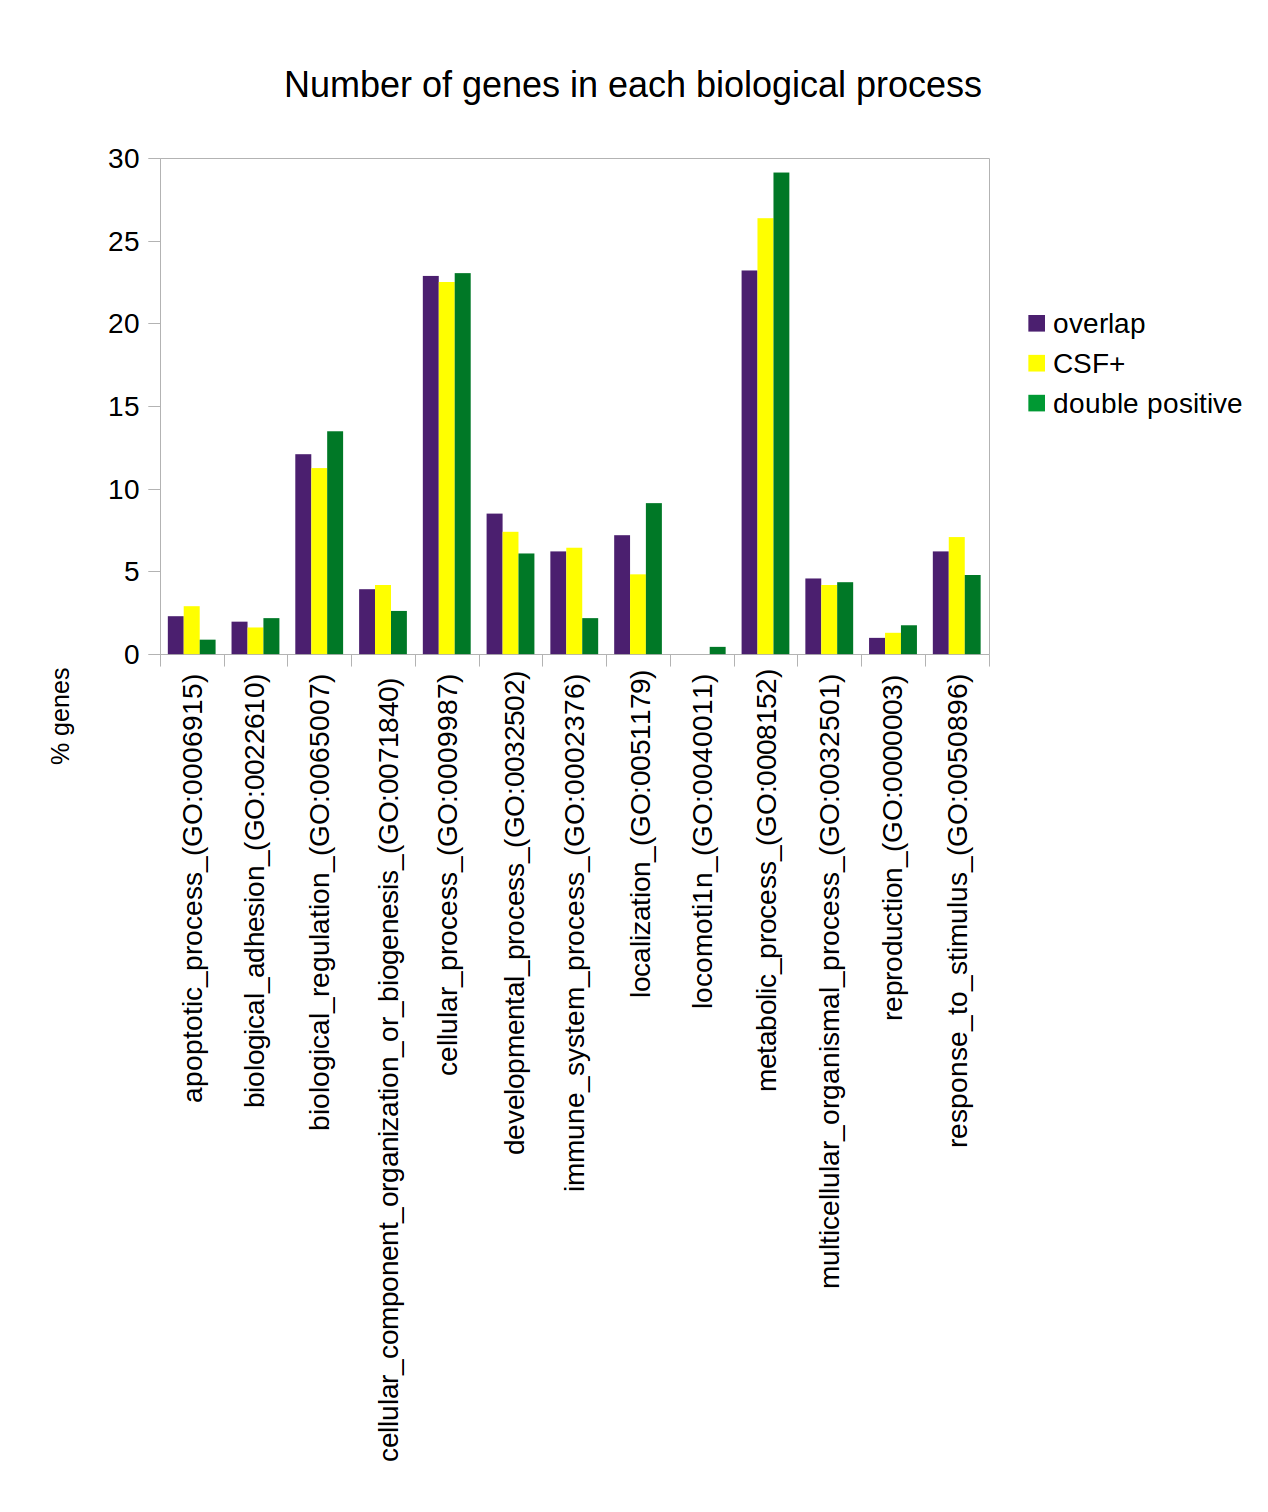 Number of genes in each biological process
30
25
20
15
10
5
0
% genes
overlap
CSF+
double positive
apoptotic_process_(GO:0006915)
biological_adhesion_(GO:0022610)
biological_regulation_(GO:0065007)
cellular_component_organization_or_biogenesis_(GO:0071840)
cellular_process_(GO:0009987)
developmental_process_(GO:0032502)
immune_system_process_(GO:0002376)
localization_(GO:0051179)
locomoti1n_(GO:0040011)
metabolic_process_(GO:0008152)
multicellular_organismal_process_(GO:0032501)
reproduction_(GO:0000003)
response_to_stimulus_(GO:0050896)